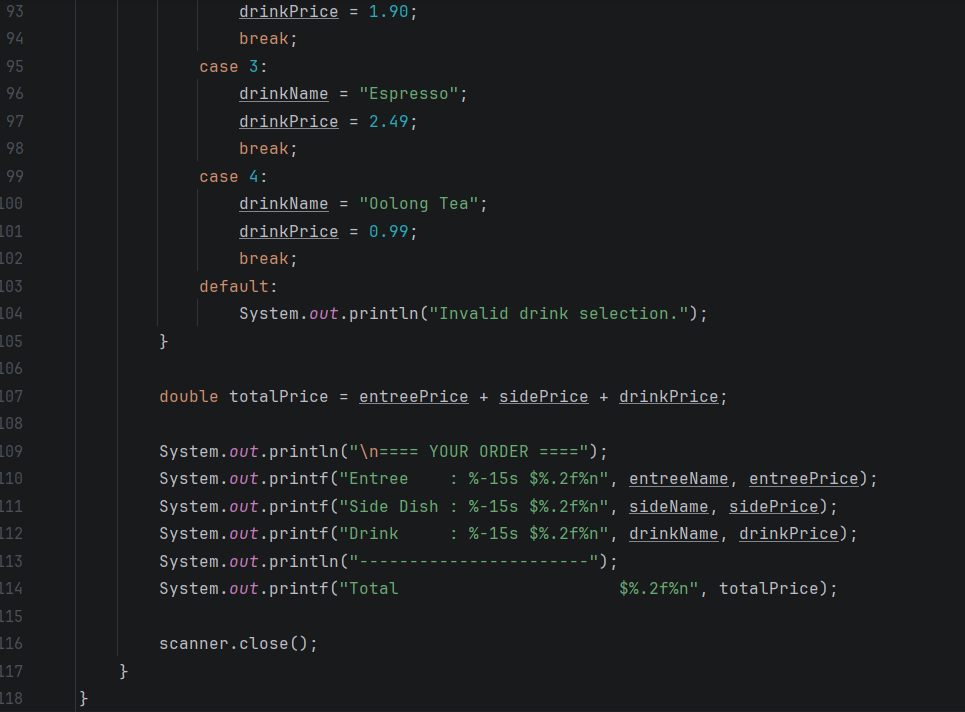 93 drinkPrice = 1.90;
94 break;
95 case 3:
96 drinkName = "Espresso";
97 drinkPrice = 2.49;
98 break;
99 case 4:
100 drinkName = "Oolong Tea";
101 drinkPrice = 0.99;
102 break;
103 default:
104 System.out.println("Invalid drink selection.");
105 }
106
107 double totalPrice = entreePrice + sidePrice + drinkPrice;
108
109 System.out.println("\n==== YOUR ORDER ====");
110 System.out.printf("Entree    : %-15s $%.2f%n", entreeName, entreePrice);
111 System.out.printf("Side Dish : %-15s $%.2f%n", sideName, sidePrice);
112 System.out.printf("Drink     : %-15s $%.2f%n", drinkName, drinkPrice);
113 System.out.println("-----------------------");
114 System.out.printf("Total                      $%.2f%n", totalPrice);
115
116 scanner.close();
117 }
118 }